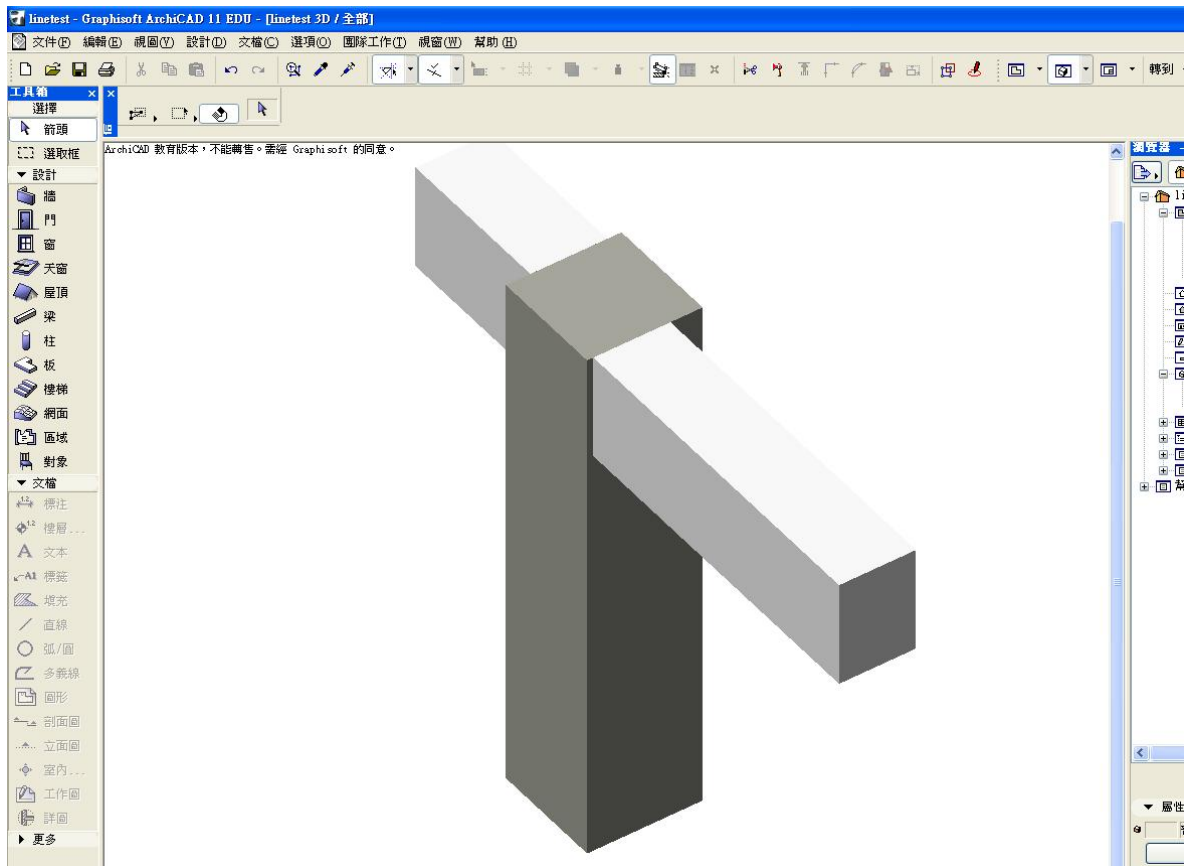 linetest - Graphisoft ArchiCAD 11 EDU - [linetest 3D / 全部]
文件(F) 編輯(E) 視圖(V) 設計(D) 文檔(C) 選項(O) 團隊工作(T) 視窗(W) 幫助(H)
轉到
工具箱
選擇
箭頭
選取框
ArchiCAD 教育版本，不能轉售。需經 Graphisoft 的同意。
瀏覽器 -
設計
牆
門
窗
天窗
屋頂
梁
柱
板
樓梯
網面
區域
對象
文檔
1.2 標注
1.2 樓層...
A 文本
A1 標籤
填充
直線
弧/圓
多義線
圖形
剖面圖
立面圖
室內...
工作圖
詳圖
更多
li
屬性